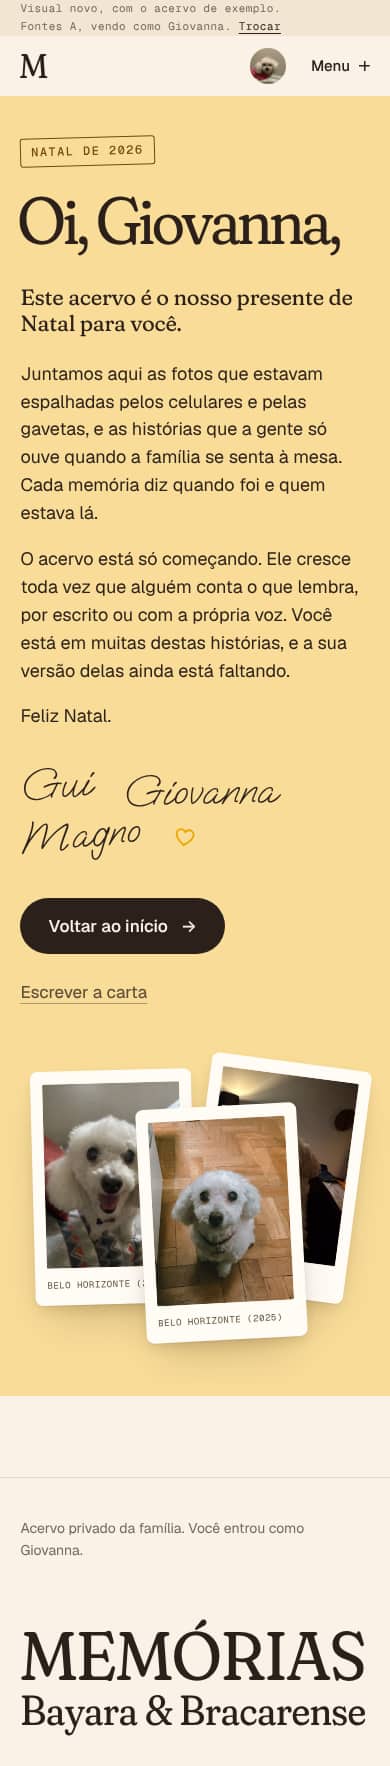 Visual novo, com o acervo de exemplo.
Fontes A, vendo como Giovanna. Trocar
M
Menu +
NATAL DE 2026
Oi, Giovanna,
Este acervo é o nosso presente de
Natal para você.
Juntamos aqui as fotos que estavam
espalhadas pelos celulares e pelas
gavetas, e as histórias que a gente só
ouve quando a família se senta à mesa.
Cada memória diz quando foi e quem
estava lá.
O acervo está só começando. Ele cresce
toda vez que alguém conta o que lembra,
por escrito ou com a própria voz. Você
está em muitas destas histórias, e a sua
versão delas ainda está faltando.
Feliz Natal.
Gui Giovanna
Magno
Voltar ao início →
Escrever a carta
BELO HORIZONTE (2
BELO HORIZONTE (2025)
Acervo privado da família. Você entrou como
Giovanna.
MEMÓRIAS
Bayara & Bracarense